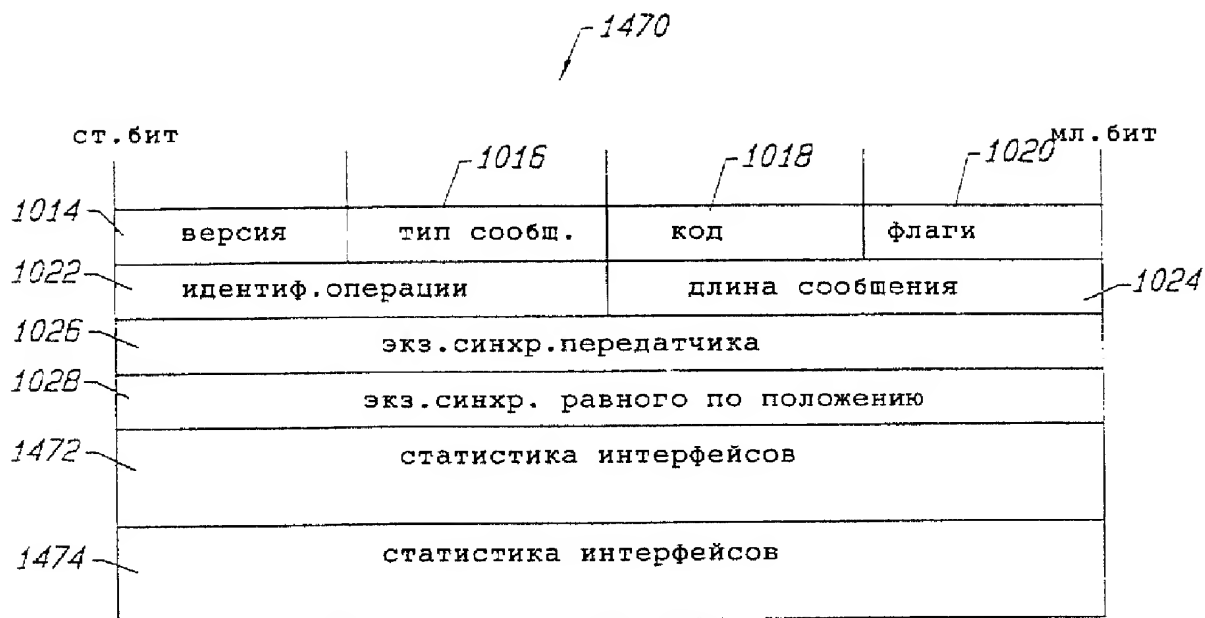 1470
ст.бит мл.бит
1016 1018 1020
1014 версия тип сообщ. код флаги
1022 идентиф.операции длина сообщения 1024
1026 экз.синхр.передатчика
1028 экз.синхр. равного по положению
1472 статистика интерфейсов
1474 статистика интерфейсов